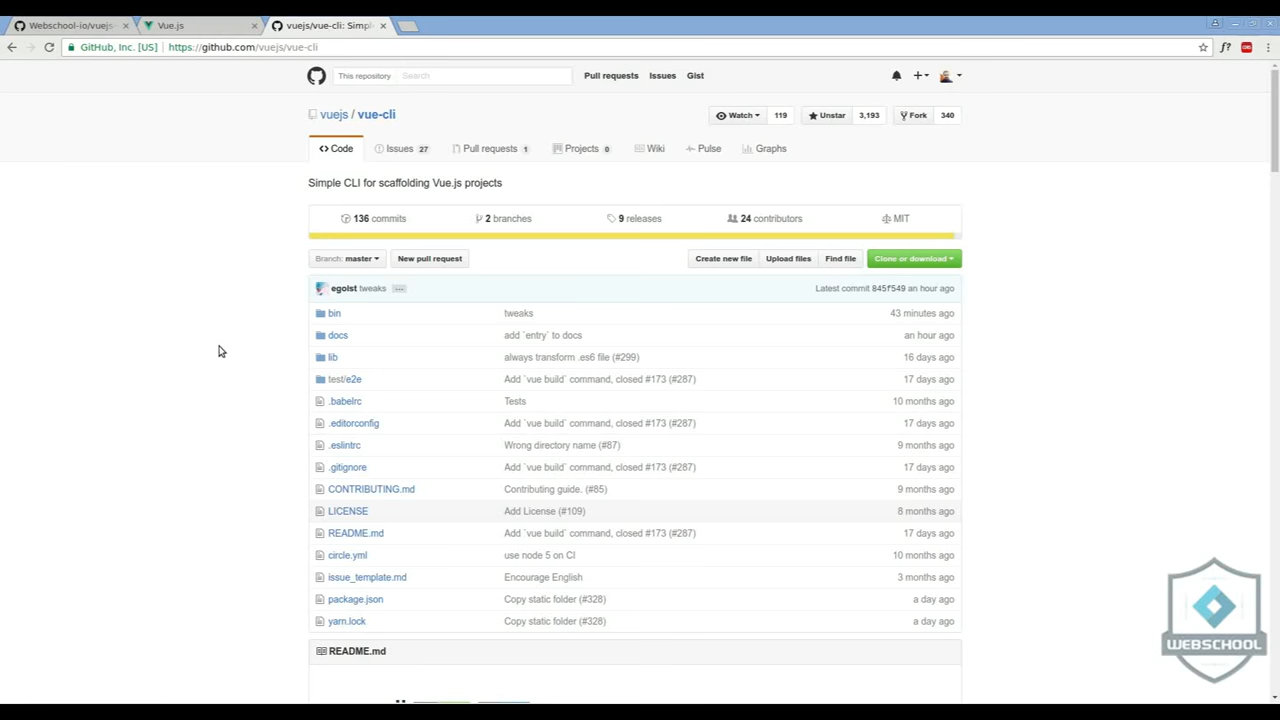 Webschool-io/vuejs
Vue.js
vuejs/vue-cli: Simpl
GitHub, Inc. [US]
https://github.com/vuejs/vue-cli
This repository Search Pull requests Issues Gist
vuejs / vue-cli
Watch 119 Unstar 3,193 Fork 340
Code Issues 27 Pull requests 1 Projects 0 Wiki Pulse Graphs
Simple CLI for scaffolding Vue.js projects
136 commits 2 branches 9 releases 24 contributors MIT
Branch: master New pull request Create new file Upload files Find file Clone or download
egoist tweaks ... Latest commit 845f549 an hour ago
bin tweaks 43 minutes ago
docs add `entry` to docs an hour ago
lib always transform .es6 file (#299) 16 days ago
test/e2e Add `vue build` command, closed #173 (#287) 17 days ago
.babelrc Tests 10 months ago
.editorconfig Add `vue build` command, closed #173 (#287) 17 days ago
.eslintrc Wrong directory name (#87) 9 months ago
.gitignore Add `vue build` command, closed #173 (#287) 17 days ago
CONTRIBUTING.md Contributing guide. (#85) 9 months ago
LICENSE Add License (#109) 8 months ago
README.md Add `vue build` command, closed #173 (#287) 17 days ago
circle.yml use node 5 on CI 10 months ago
issue_template.md Encourage English 3 months ago
package.json Copy static folder (#328) a day ago
yarn.lock Copy static folder (#328) a day ago
README.md
WEBSCHOOL